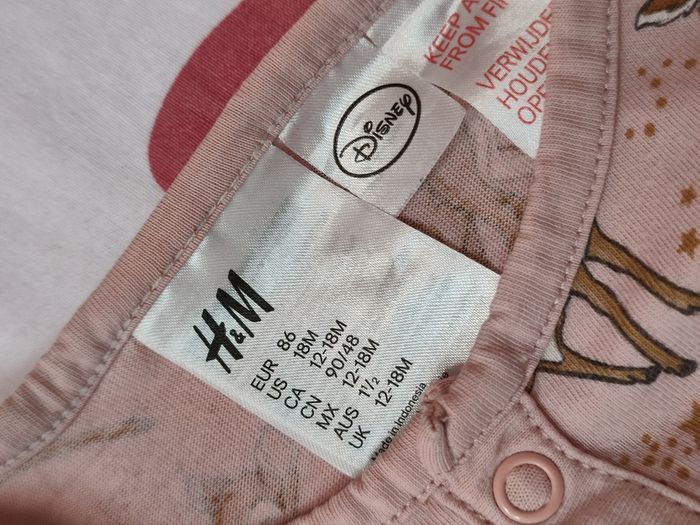 KEEP A
FROM FI
VERWIJDE
HOUDE
OPE
Disney
H&M
EUR 86
US 18M
CA 12-18M
CN 90/48
MX 12-18M
AUS 1½
UK 12-18M
Made in Indonesia